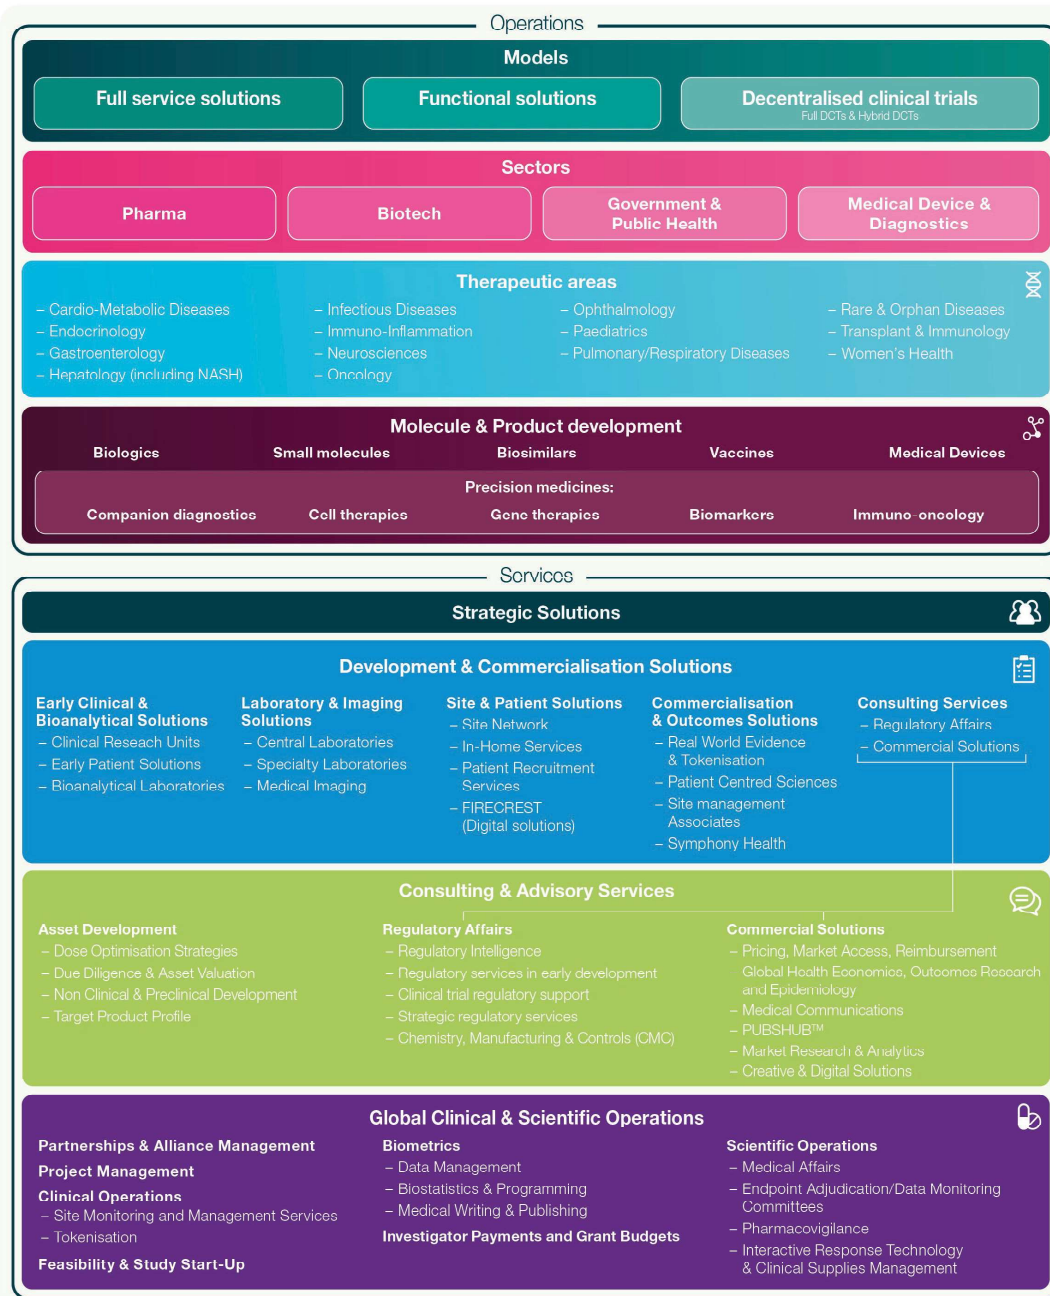 Operations
Models
Full service solutions
Functional solutions
Decentralised clinical trials
Full DCTs & Hybrid DCTs
Sectors
Pharma
Biotech
Government &
Public Health
Medical Device &
Diagnostics
Therapeutic areas
– Cardio-Metabolic Diseases
– Endocrinology
– Gastroenterology
– Hepatology (including NASH)
– Infectious Diseases
– Immuno-Inflammation
– Neurosciences
– Oncology
– Ophthalmology
– Paediatrics
– Pulmonary/Respiratory Diseases
– Rare & Orphan Diseases
– Transplant & Immunology
– Women's Health
Molecule & Product development
Biologics
Small molecules
Biosimilars
Vaccines
Medical Devices
Precision medicines:
Companion diagnostics
Cell therapies
Gene therapies
Biomarkers
Immuno-oncology
Services
Strategic Solutions
Development & Commercialisation Solutions
Early Clinical &
Bioanalytical Solutions
– Clinical Reseach Units
– Early Patient Solutions
– Bioanalytical Laboratories
Laboratory & Imaging
Solutions
– Central Laboratories
– Specialty Laboratories
– Medical Imaging
Site & Patient Solutions
– Site Network
– In-Home Services
– Patient Recruitment
Services
– FIRECREST
(Digital solutions)
Commercialisation
& Outcomes Solutions
– Real World Evidence
& Tokenisation
– Patient Centred Sciences
– Site management
Associates
– Symphony Health
Consulting Services
– Regulatory Affairs
– Commercial Solutions
Consulting & Advisory Services
Asset Development
– Dose Optimisation Strategies
– Due Diligence & Asset Valuation
– Non Clinical & Preclinical Development
– Target Product Profile
Regulatory Affairs
– Regulatory Intelligence
– Regulatory services in early development
– Clinical trial regulatory support
– Strategic regulatory services
– Chemistry, Manufacturing & Controls (CMC)
Commercial Solutions
– Pricing, Market Access, Reimbursement
Global Health Economics, Outcomes Research
and Epidemiology
– Medical Communications
– PUBSHUB™
– Market Research & Analytics
– Creative & Digital Solutions
Global Clinical & Scientific Operations
Partnerships & Alliance Management
Project Management
Clinical Operations
– Site Monitoring and Management Services
– Tokenisation
Feasibility & Study Start-Up
Biometrics
– Data Management
– Biostatistics & Programming
– Medical Writing & Publishing
Investigator Payments and Grant Budgets
Scientific Operations
– Medical Affairs
– Endpoint Adjudication/Data Monitoring
Committees
– Pharmacovigilance
– Interactive Response Technology
& Clinical Supplies Management